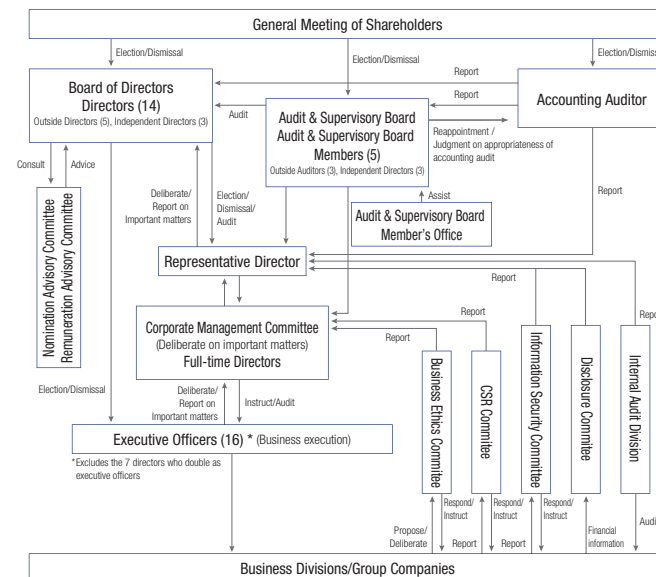 General Meeting of Shareholders
Election/Dismissal
Election/Dismissal
Election/Dismiss
Board of Directors
Directors (14)
Outside Directors (5), Independent Directors (3)
Report
Report
Audit
Audit & Supervisory Board
Audit & Supervisory Board
Members (5)
Outside Auditors (3), Independent Directors (3)
Accounting Auditor
Reappointment /
Judgment on appropriateness of
accounting audit
Consult
Advice
Deliberate/
Report on
Important matters
Election/
Dismissal/
Audit
Assist
Report
Audit & Supervisory Board
Member's Office
Nomination Advisory Committee
Remuneration Advisory Committee
Representative Director
Report
Corporate Management Committee
(Deliberate on important matters)
Full-time Directors
Report
Report
Repo
Business Ethics Commitee
CSR Commitee
Information Security Committee
Disclosure Commitee
Internal Audit Division
Election/Dismissal
Deliberate/
Report on
Important matters
Instruct/Audit
Executive Officers (16) * (Business execution)
*Excludes the 7 directors who double as
executive officers
Propose/
Deliberate
Respond/
Instruct
Report
Respond/
Instruct
Report
Respond/
Instruct
Financial
information
Audi
Business Divisions/Group Companies